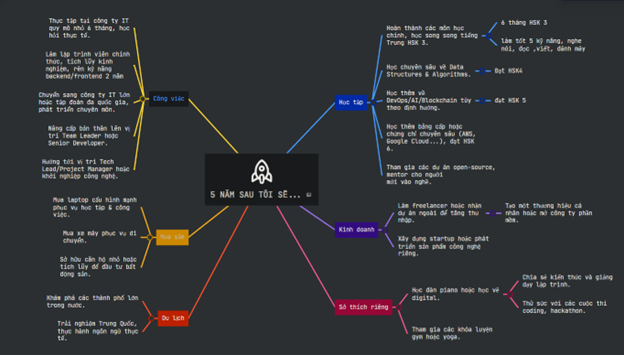 5 NĂM SAU TÔI SẼ...
Công việc
Thực tập tại công ty IT
quy mô nhỏ 6 tháng, học
hỏi thực tế.
Làm lập trình viên chính
thức, tích lũy kinh
nghiệm, rèn kỹ năng
backend/frontend 2 năm
Chuyển sang công ty IT lớn
hoặc tập đoàn đa quốc gia,
phát triển chuyên môn.
Nâng cấp bản thân lên vị
trí Team Leader hoặc
Senior Developer.
Hướng tới vị trí Tech
Lead/Project Manager hoặc
khởi nghiệp công nghệ.
Mua sắm
Mua laptop cấu hình mạnh
phục vụ học tập & công
việc.
Mua xe máy phục vụ di
chuyển.
Sở hữu căn hộ nhỏ hoặc
tích lũy để đầu tư bất
động sản.
Du lịch
Khám phá các thành phố lớn
trong nước.
Trải nghiệm Trung Quốc,
thực hành ngôn ngữ thực
tế.
Học tập
Hoàn thành các môn học
chính, học song song tiếng
Trung HSK 3.
6 tháng HSK 3
làm tốt 5 kỹ năng, nghe
nói, đọc ,viết, đánh máy
Học chuyên sâu về Data
Structures & Algorithms.
Đạt HSK4
Học thêm về
DevOps/AI/Blockchain tùy
theo định hướng.
đạt HSK 5
Học thêm bằng cấp hoặc
chứng chỉ chuyên sâu (AWS,
Google Cloud...), đạt HSK
6.
Tham gia các dự án open-source,
mentor cho người
mới vào nghề.
Kinh doanh
Làm freelancer hoặc nhận
dự án ngoài để tăng thu
nhập.
Tạo một thương hiệu cá
nhân hoặc mở công ty phần
mềm.
Xây dựng startup hoặc phát
triển sản phẩm công nghệ
riêng.
Sở thích riêng
Học đàn piano hoặc học vẽ
digital.
Chia sẻ kiến thức và giảng
dạy lập trình.
Thử sức với các cuộc thi
coding, hackathon.
Tham gia các khóa luyện
gym hoặc yoga.